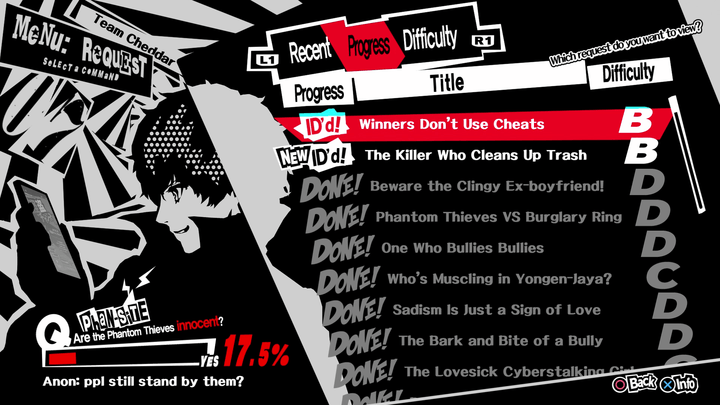 Team Cheddar
MeNU: ReQUEST
SeLECT a CoMMaND
L1 Recent Progress Difficulty R1
Which request do you want to view?
Progress Title Difficulty
ID'd! Winners Don't Use Cheats B
NEW ID'd! The Killer Who Cleans Up Trash B
DONE! Beware the Clingy Ex-boyfriend! D
DONE! Phantom Thieves VS Burglary Ring D
DONE! One Who Bullies Bullies D
DONE! Who's Muscling in Yongen-Jaya? C
DONE! Sadism Is Just a Sign of Love D
DONE! The Bark and Bite of a Bully D
DONE! The Lovesick Cyberstalking
PhaN-SiTE
Q Are the Phantom Thieves innocent?
YES 17.5%
Anon: ppl still stand by them?
Back Info